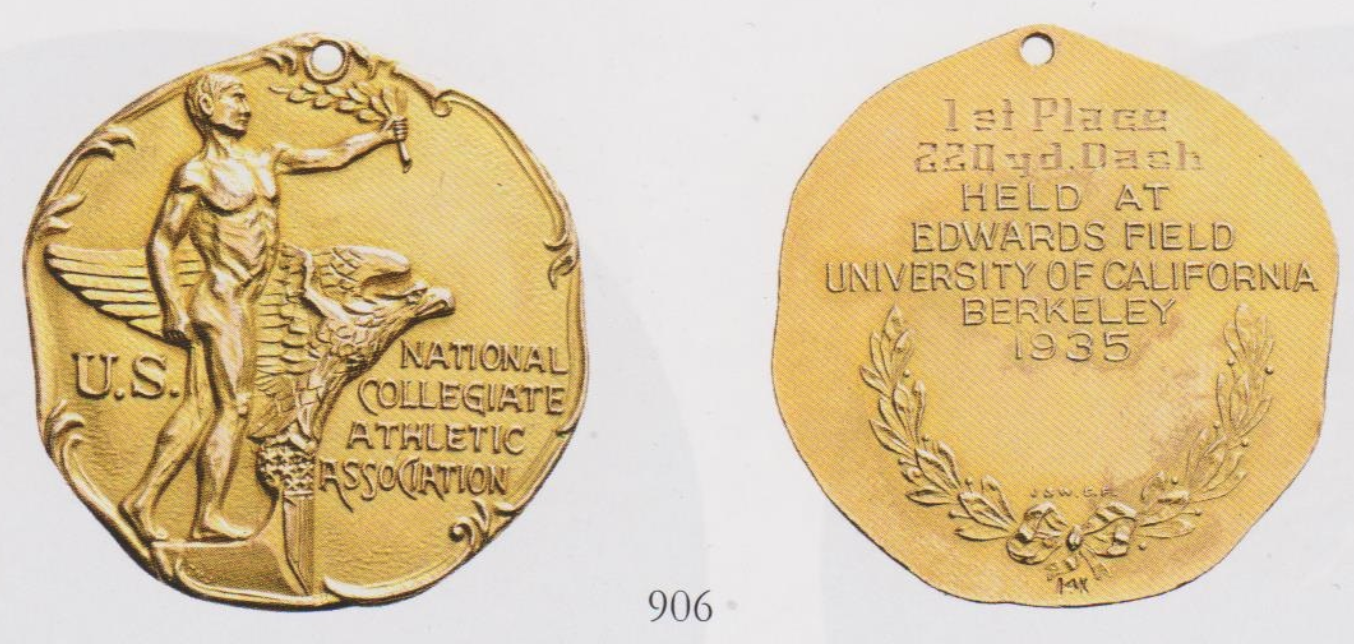 U.S.
NATIONAL
COLLEGIATE
ATHLETIC
ASSOCIATION
1st Place
220 yd. Dash
HELD AT
EDWARDS FIELD
UNIVERSITY OF CALIFORNIA
BERKELEY
1935
14K
906